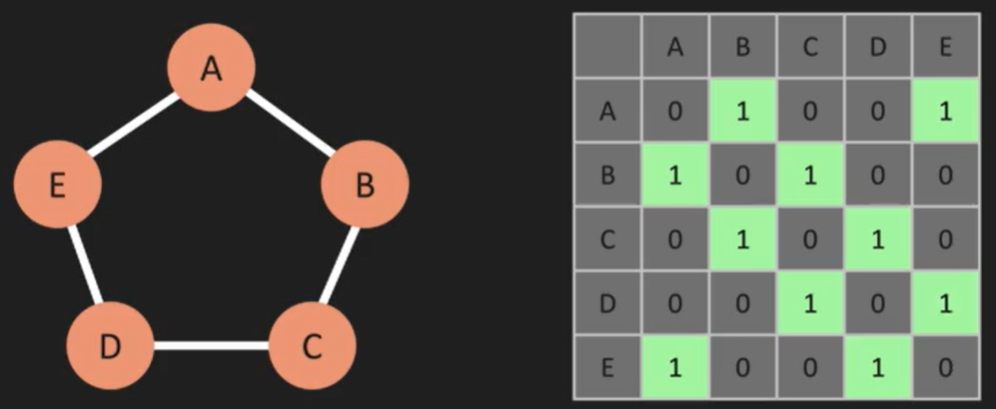 A
E
B
D
C
A B C D E
A 0 1 0 0 1
B 1 0 1 0 0
C 0 1 0 1 0
D 0 0 1 0 1
E 1 0 0 1 0